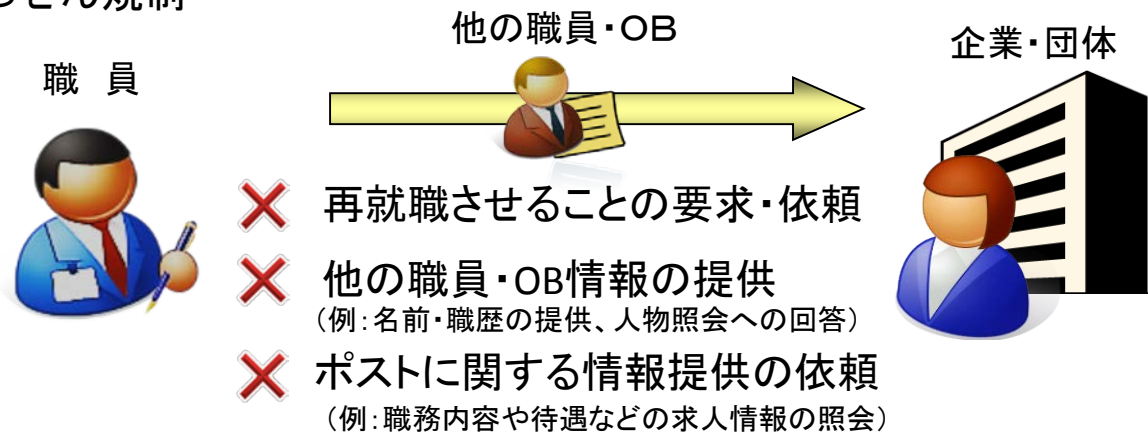 規制
他の職員・OB
企業・団体
職 員
再就職させることの要求・依頼
他の職員・OB情報の提供
（例：名前・職歴の提供、人物照会への回答）
ポストに関する情報提供の依頼
（例：職務内容や待遇などの求人情報の照会）